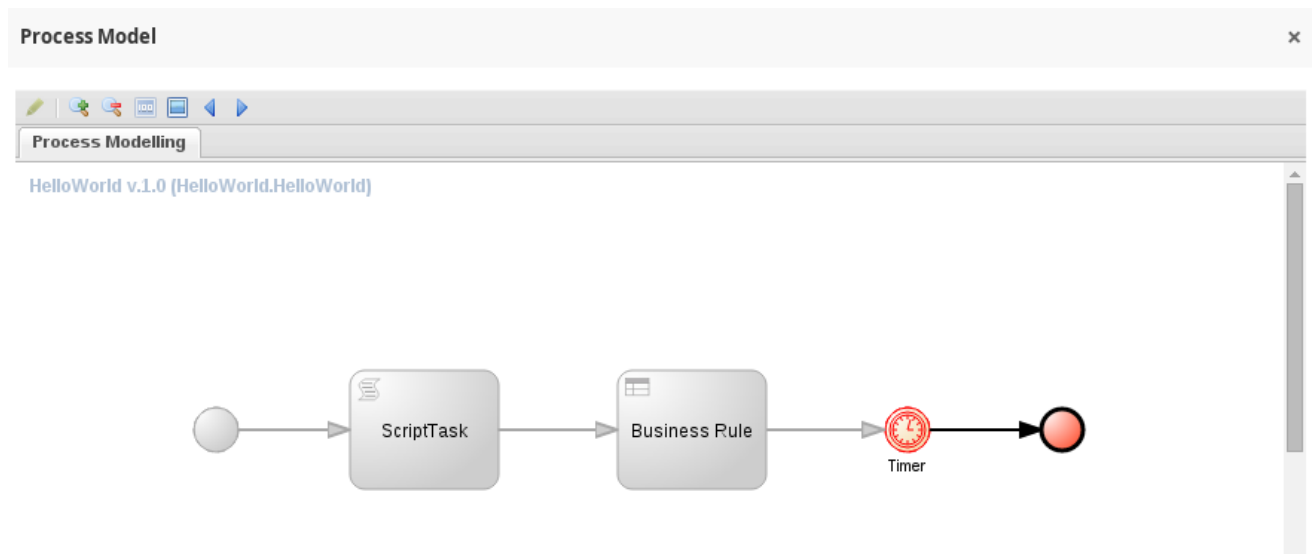 Process Model
Process Modelling
HelloWorld v.1.0 (HelloWorld.HelloWorld)
ScriptTask
Business Rule
Timer